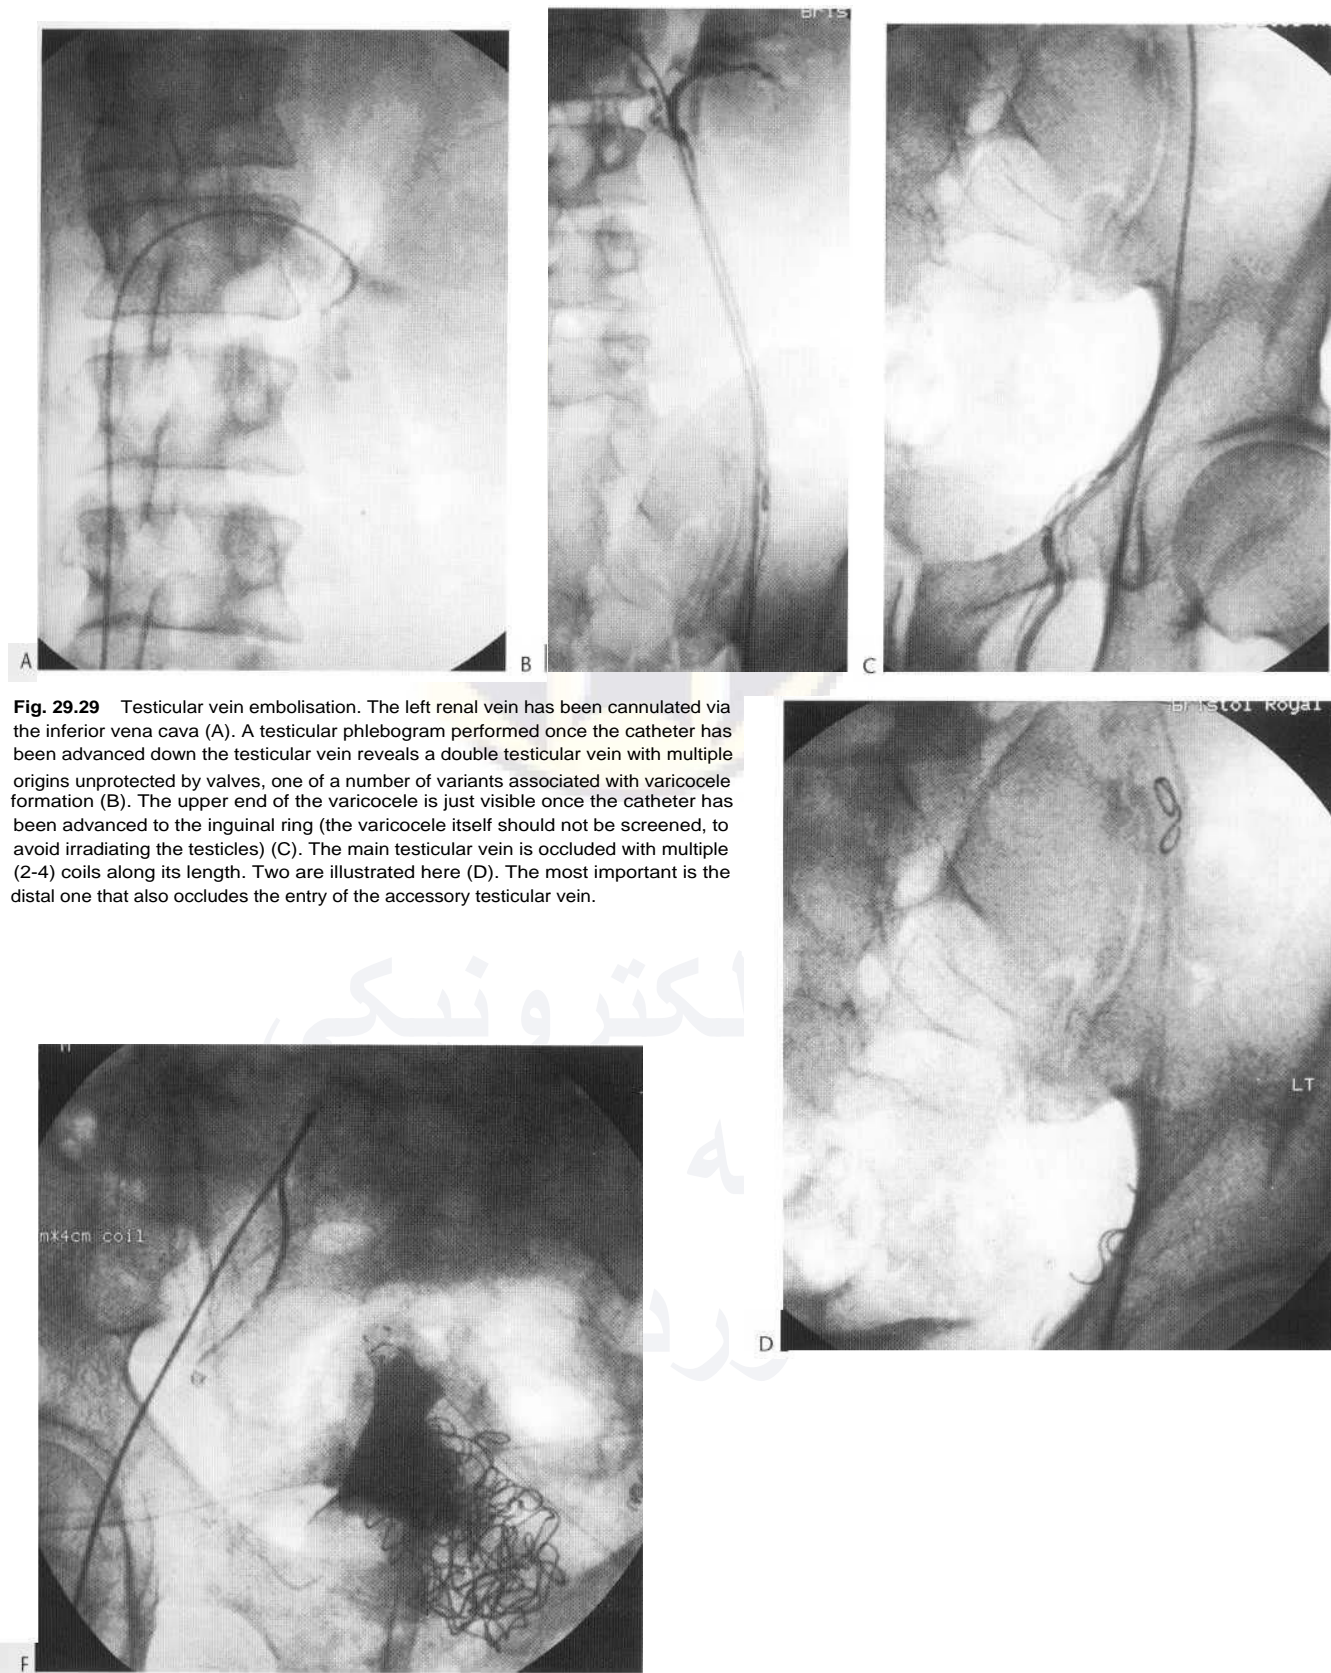 Bris
A
B
C
Fig. 29.29 Testicular vein embolisation. The left renal vein has been cannulated via
the inferior vena cava (A). A testicular phlebogram performed once the catheter has
been advanced down the testicular vein reveals a double testicular vein with multiple
origins unprotected by valves, one of a number of variants associated with varicocele
formation (B). The upper end of the varicocele is just visible once the catheter has
been advanced to the inguinal ring (the varicocele itself should not be screened, to
avoid irradiating the testicles) (C). The main testicular vein is occluded with multiple
(2-4) coils along its length. Two are illustrated here (D). The most important is the
distal one that also occludes the entry of the accessory testicular vein.
Bristol Royal
LT
D
لكترونيكى
m*4cm coil
F